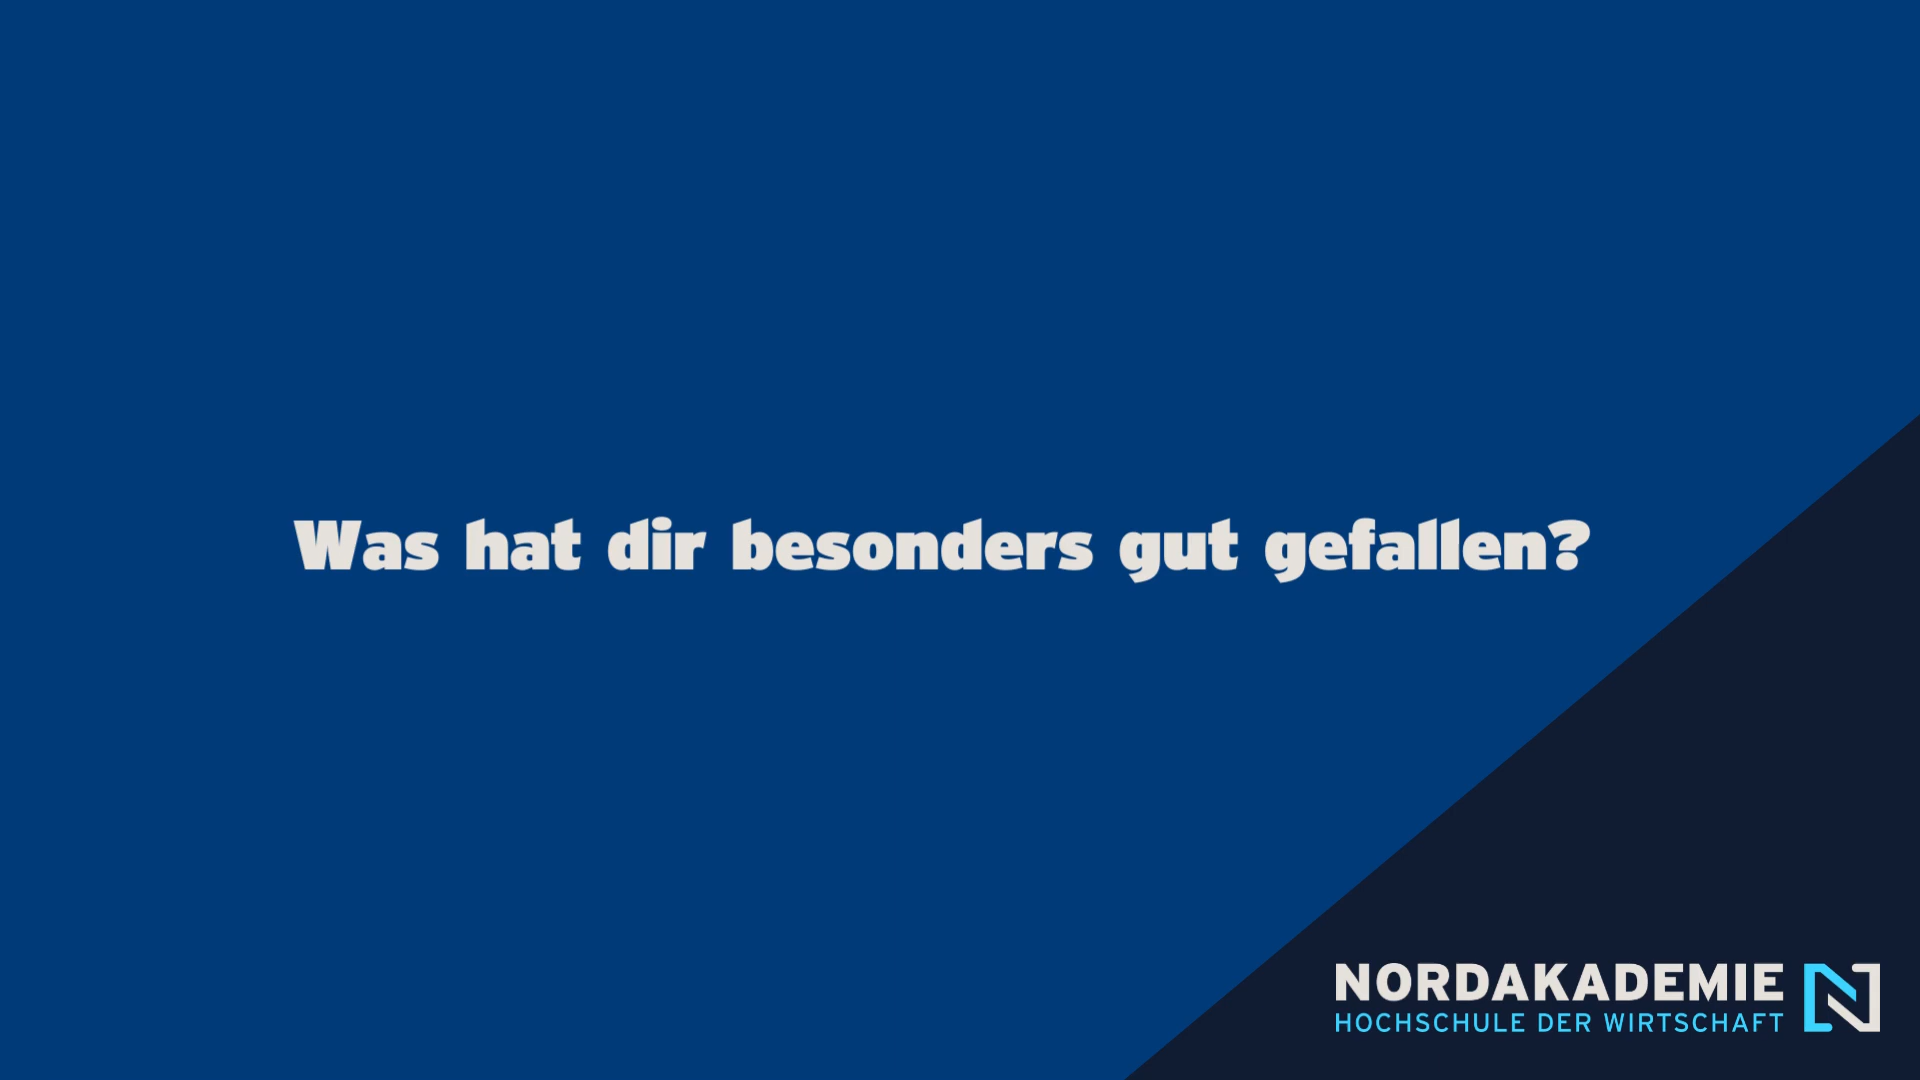 Was hat dir besonders gut gefallen?
NORDAKADEMIE
HOCHSCHULE DER WIRTSCHAFT